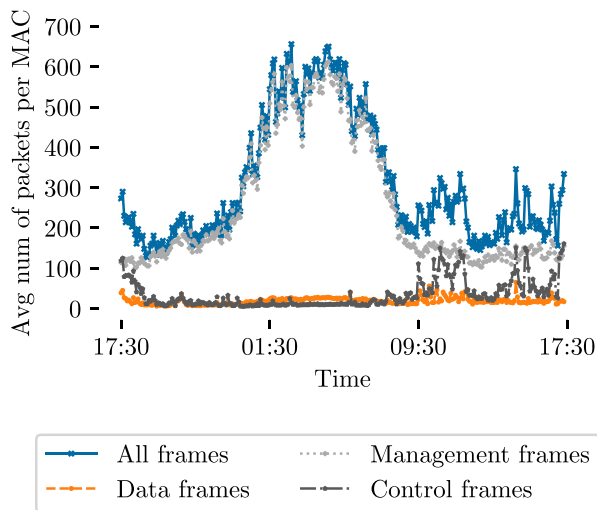 Avg num of packets per MAC
700
600
500
400
300
200
100
0
17:30 01:30 09:30 17:30
Time
All frames Management frames
Data frames Control frames